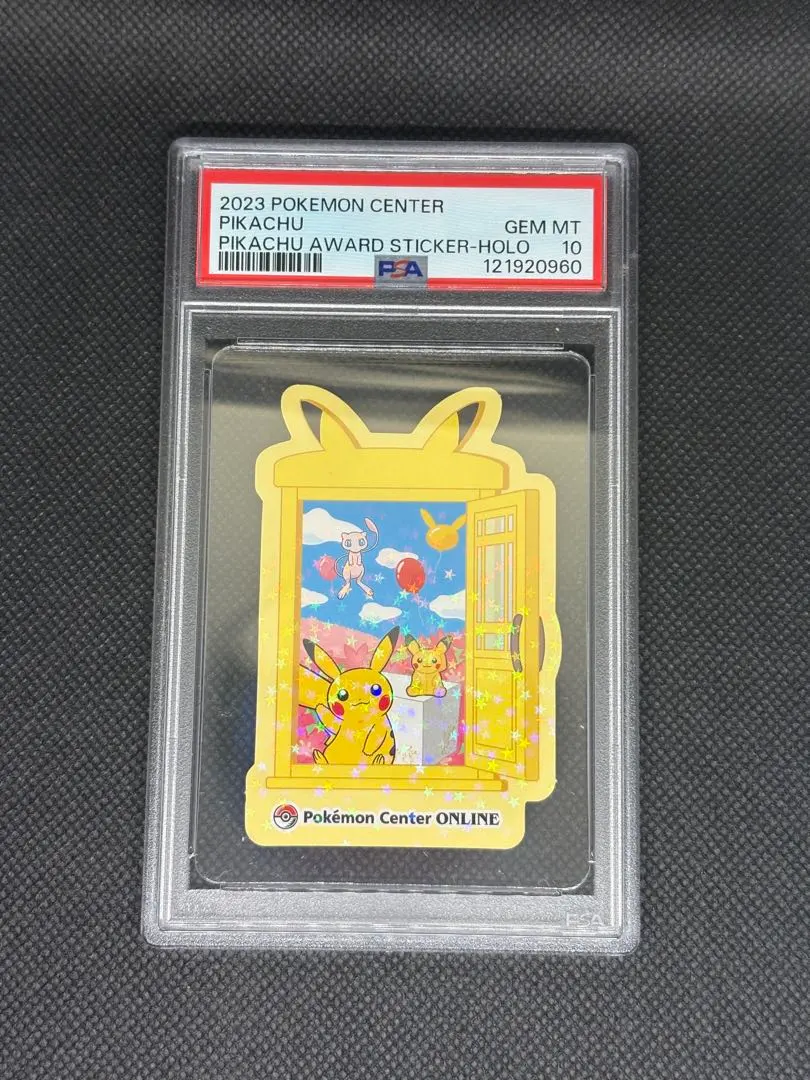 2023 POKEMON CENTER
PIKACHU GEM MT
PIKACHU AWARD STICKER-HOLO 10
PSA 121920960
Pokémon Center ONLINE
PSA